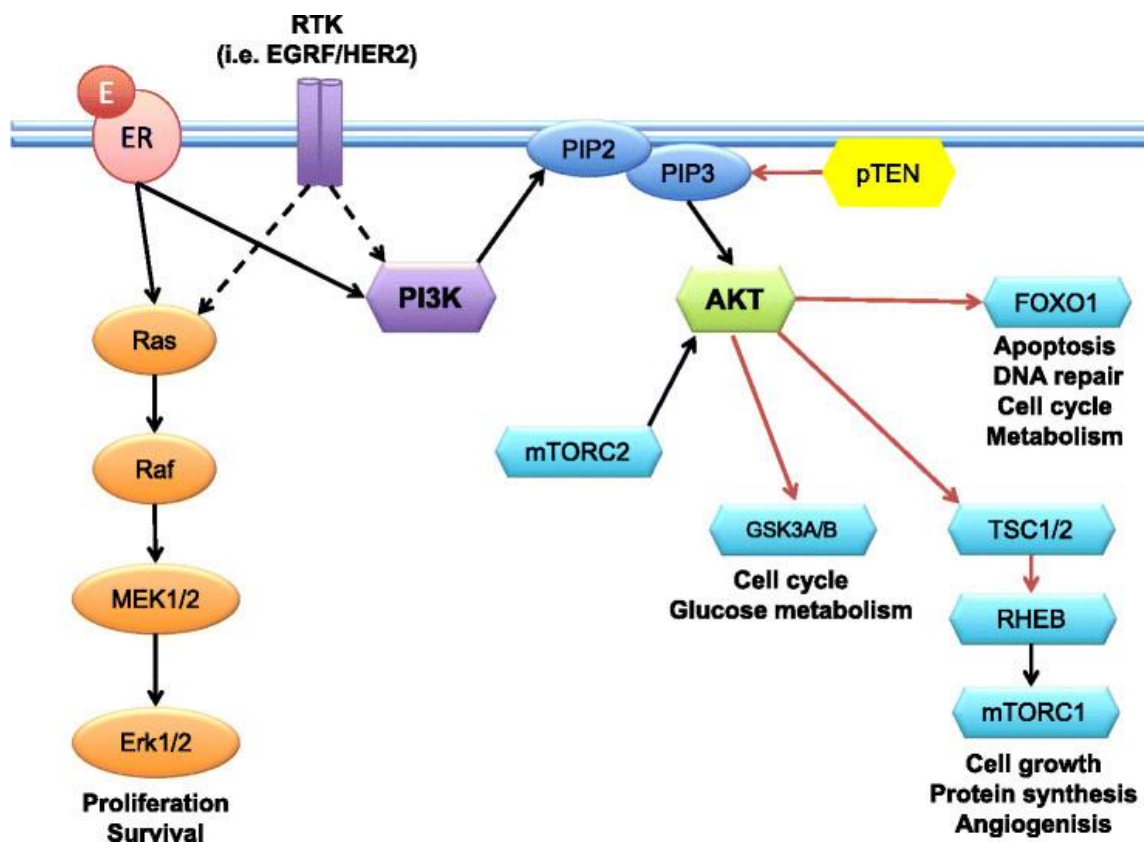 RTK
(i.e. EGRF/HER2)
E
ER
PIP2
PIP3
pTEN
PI3K
AKT
FOXO1
Apoptosis
DNA repair
Cell cycle
Metabolism
Ras
Raf
mTORC2
GSK3A/B
Cell cycle
Glucose metabolism
TSC1/2
RHEB
mTORC1
Cell growth
Protein synthesis
Angiogenisis
MEK1/2
Erk1/2
Proliferation
Survival